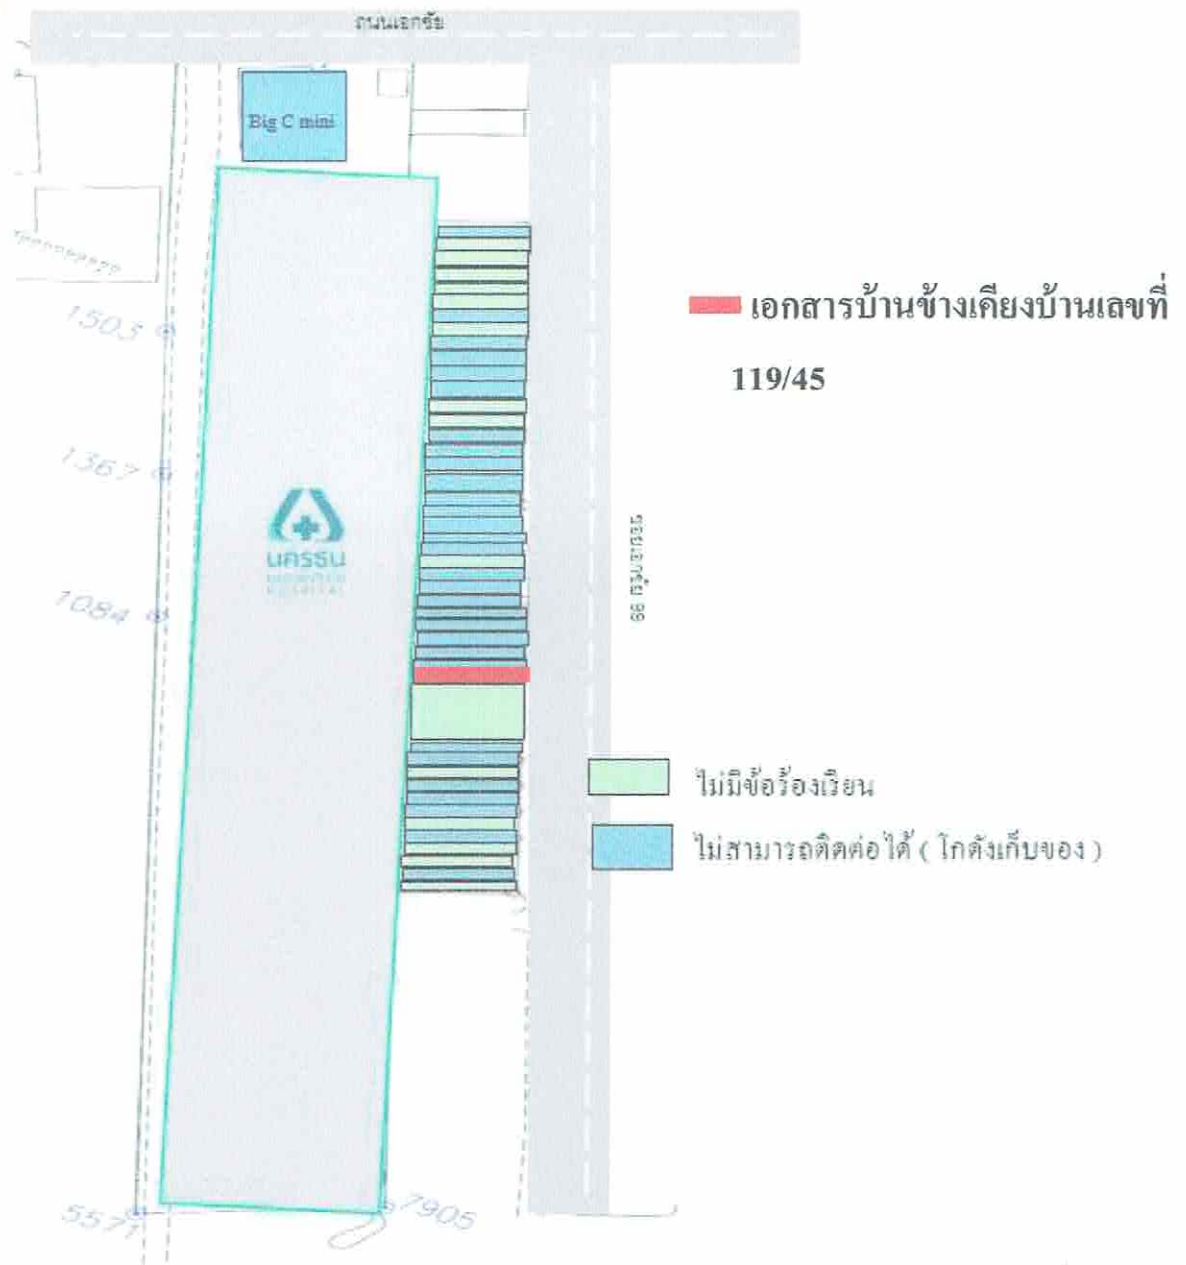 ถนนเอกชัย
Big C mini
1503
เอกสารบ้านข้างเคียงบ้านเลขที่
119/45
1367
นครธน
HOSPITAL
1084
ไม่มีข้อร้องเรียน
ไม่สามารถติดต่อได้ ( โกดังเก็บของ )
5571
7905